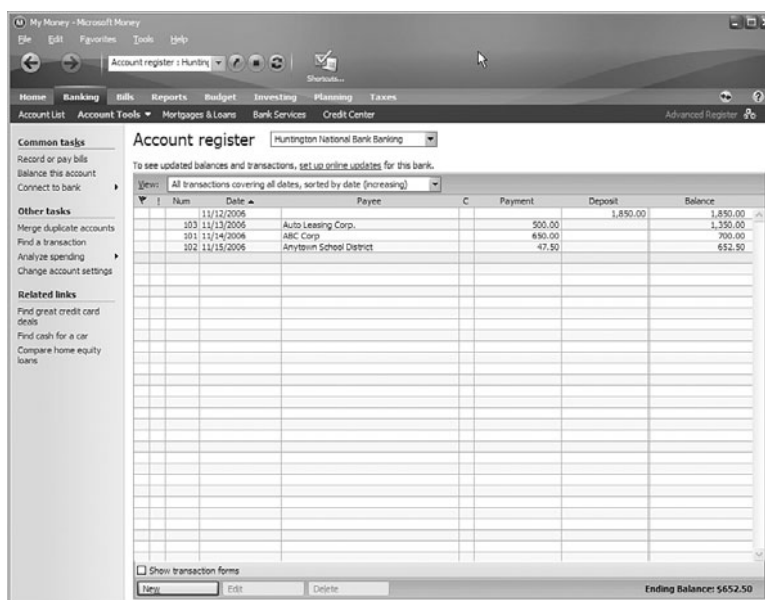 My Money - Microsoft Money
File Edit Favorites Tools Help
Account register : Hunting
Shortcuts...
Home Banking Bills Reports Budget Investing Planning Taxes
Account List Account Tools Mortgages & Loans Bank Services Credit Center Advanced Register
Common tasks
Record or pay bills
Balance this account
Connect to bank
Other tasks
Merge duplicate accounts
Find a transaction
Analyze spending
Change account settings
Related links
Find great credit card
deals
Find cash for a car
Compare home equity
loans
Account register Huntington National Bank Banking
To see updated balances and transactions, set up online updates for this bank.
View: All transactions covering all dates, sorted by date (increasing)
! Num Date Payee C Payment Deposit Balance
11/12/2006 1,850.00 1,850.00
103 11/13/2006 Auto Leasing Corp. 500.00 1,350.00
101 11/14/2006 ABC Corp 650.00 700.00
102 11/15/2006 Anytown School District 47.50 652.50
Show transaction forms
New Edit Delete Ending Balance: $652.50